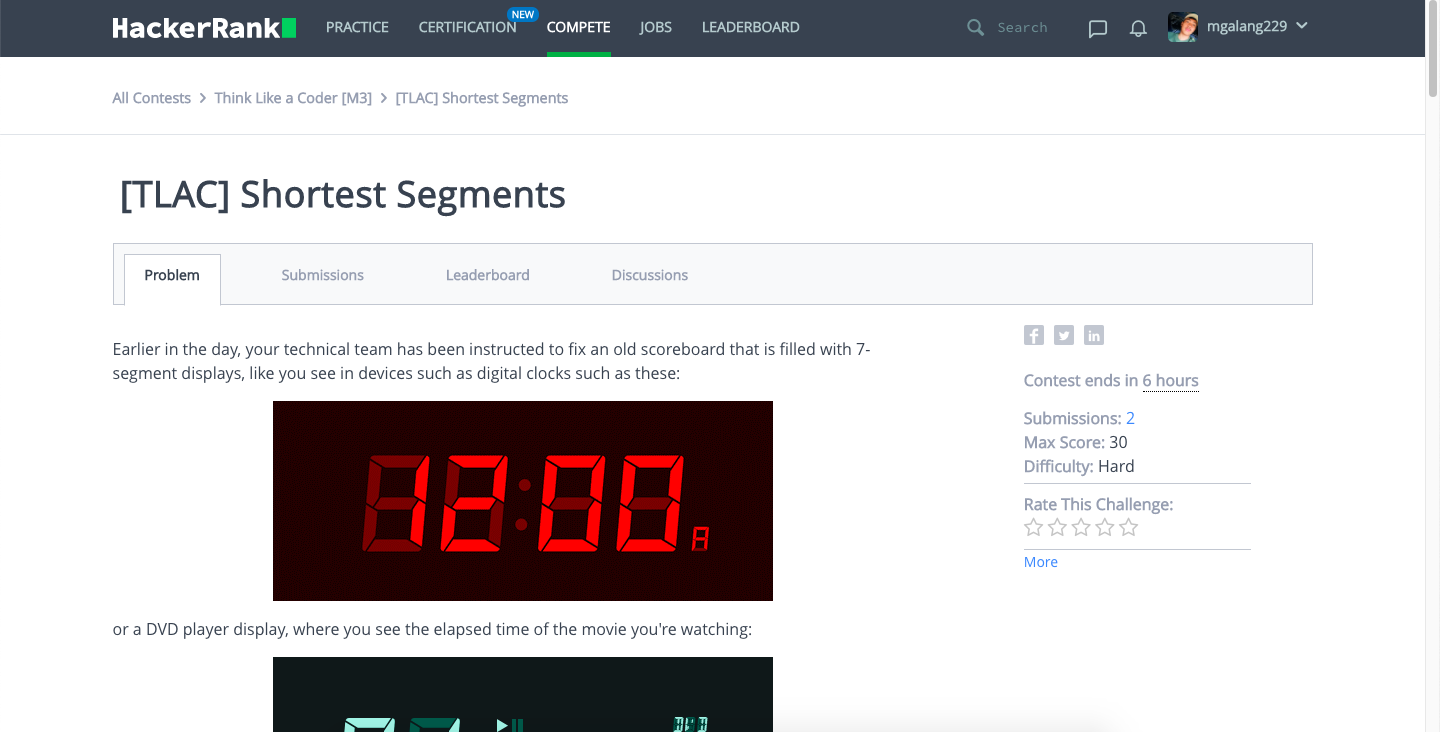 HackerRank
PRACTICE
CERTIFICATION
NEW
COMPETE
JOBS
LEADERBOARD
Search
mgalang229
All Contests > Think Like a Coder [M3] > [TLAC] Shortest Segments
[TLAC] Shortest Segments
Problem
Submissions
Leaderboard
Discussions
Earlier in the day, your technical team has been instructed to fix an old scoreboard that is filled with 7-
segment displays, like you see in devices such as digital clocks such as these:
12:00 A
or a DVD player display, where you see the elapsed time of the movie you're watching:
Contest ends in 6 hours
Submissions: 2
Max Score: 30
Difficulty: Hard
Rate This Challenge:
More